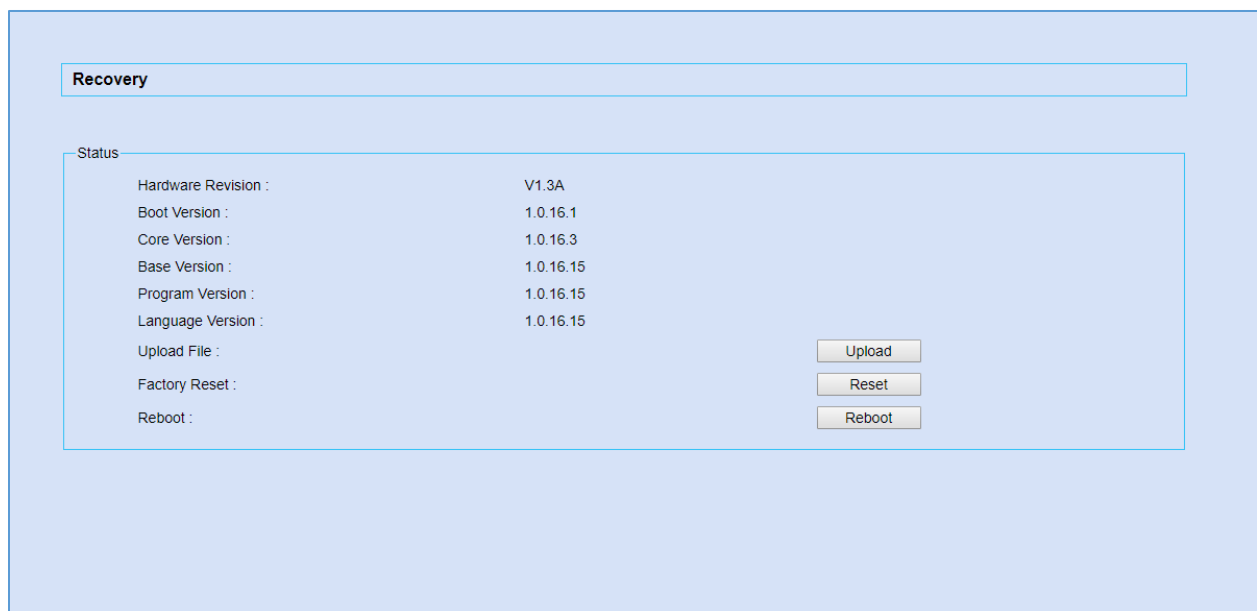 Recovery
Status
Hardware Revision : V1.3A
Boot Version : 1.0.16.1
Core Version : 1.0.16.3
Base Version : 1.0.16.15
Program Version : 1.0.16.15
Language Version : 1.0.16.15
Upload File : Upload
Factory Reset : Reset
Reboot : Reboot